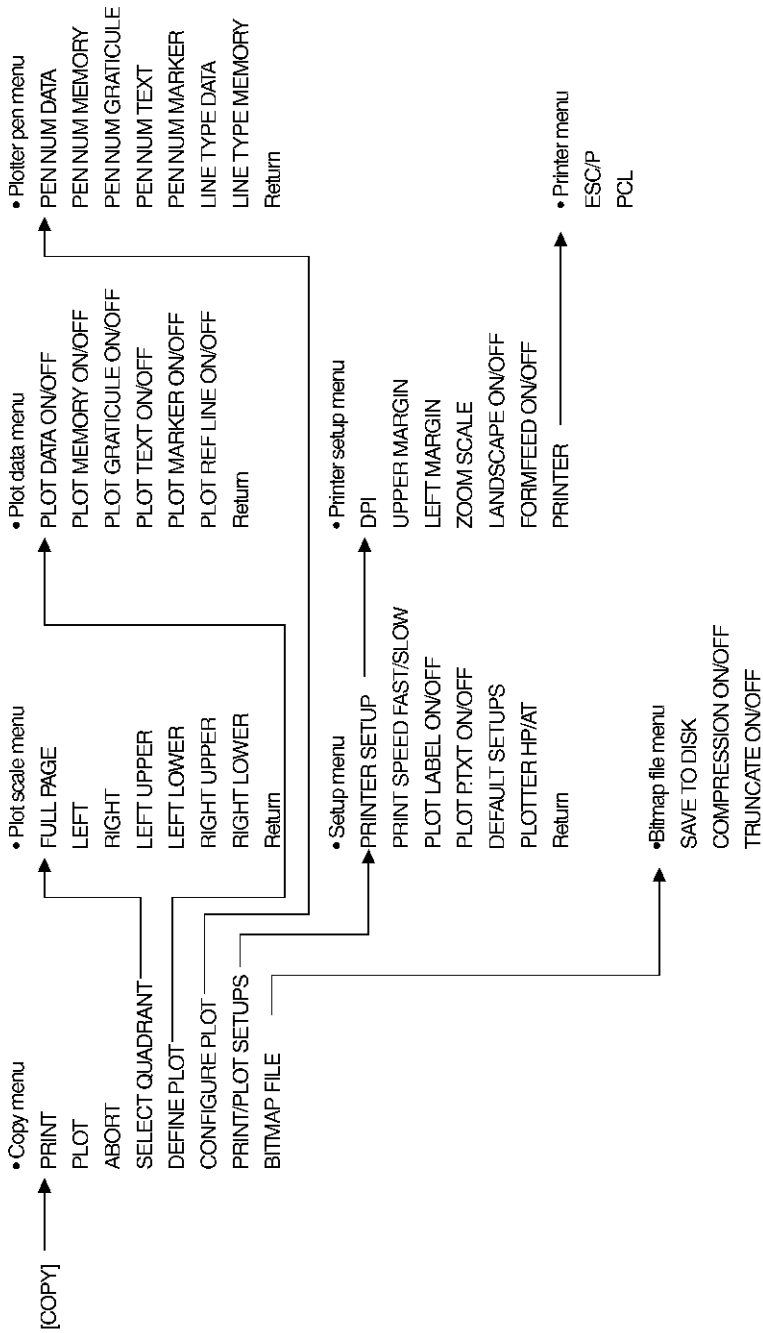 [COPY]
• Copy menu
PRINT
PLOT
ABORT
SELECT QUADRANT
DEFINE PLOT
CONFIGURE PLOT
PRINT/PLOT SETUPS
BITMAP FILE
• Plot scale menu
FULL PAGE
LEFT
RIGHT
LEFT UPPER
LEFT LOWER
RIGHT UPPER
RIGHT LOWER
Return
• Plot data menu
PLOT DATA ON/OFF
PLOT MEMORY ON/OFF
PLOT GRATICULE ON/OFF
PLOT TEXT ON/OFF
PLOT MARKER ON/OFF
PLOT REF LINE ON/OFF
Return
• Plotter pen menu
PEN NUM DATA
PEN NUM MEMORY
PEN NUM GRATICULE
PEN NUM TEXT
PEN NUM MARKER
LINE TYPE DATA
LINE TYPE MEMORY
Return
• Setup menu
PRINTER SETUP
PRINT SPEED FAST/SLOW
PLOT LABEL ON/OFF
PLOT P.TXT ON/OFF
DEFAULT SETUPS
PLOTTER HP/AT
Return
• Printer setup menu
DPI
UPPER MARGIN
LEFT MARGIN
ZOOM SCALE
LANDSCAPE ON/OFF
FORMFEED ON/OFF
PRINTER
• Printer menu
ESC/P
PCL
•Bitmap file menu
SAVE TO DISK
COMPRESSION ON/OFF
TRUNCATE ON/OFF